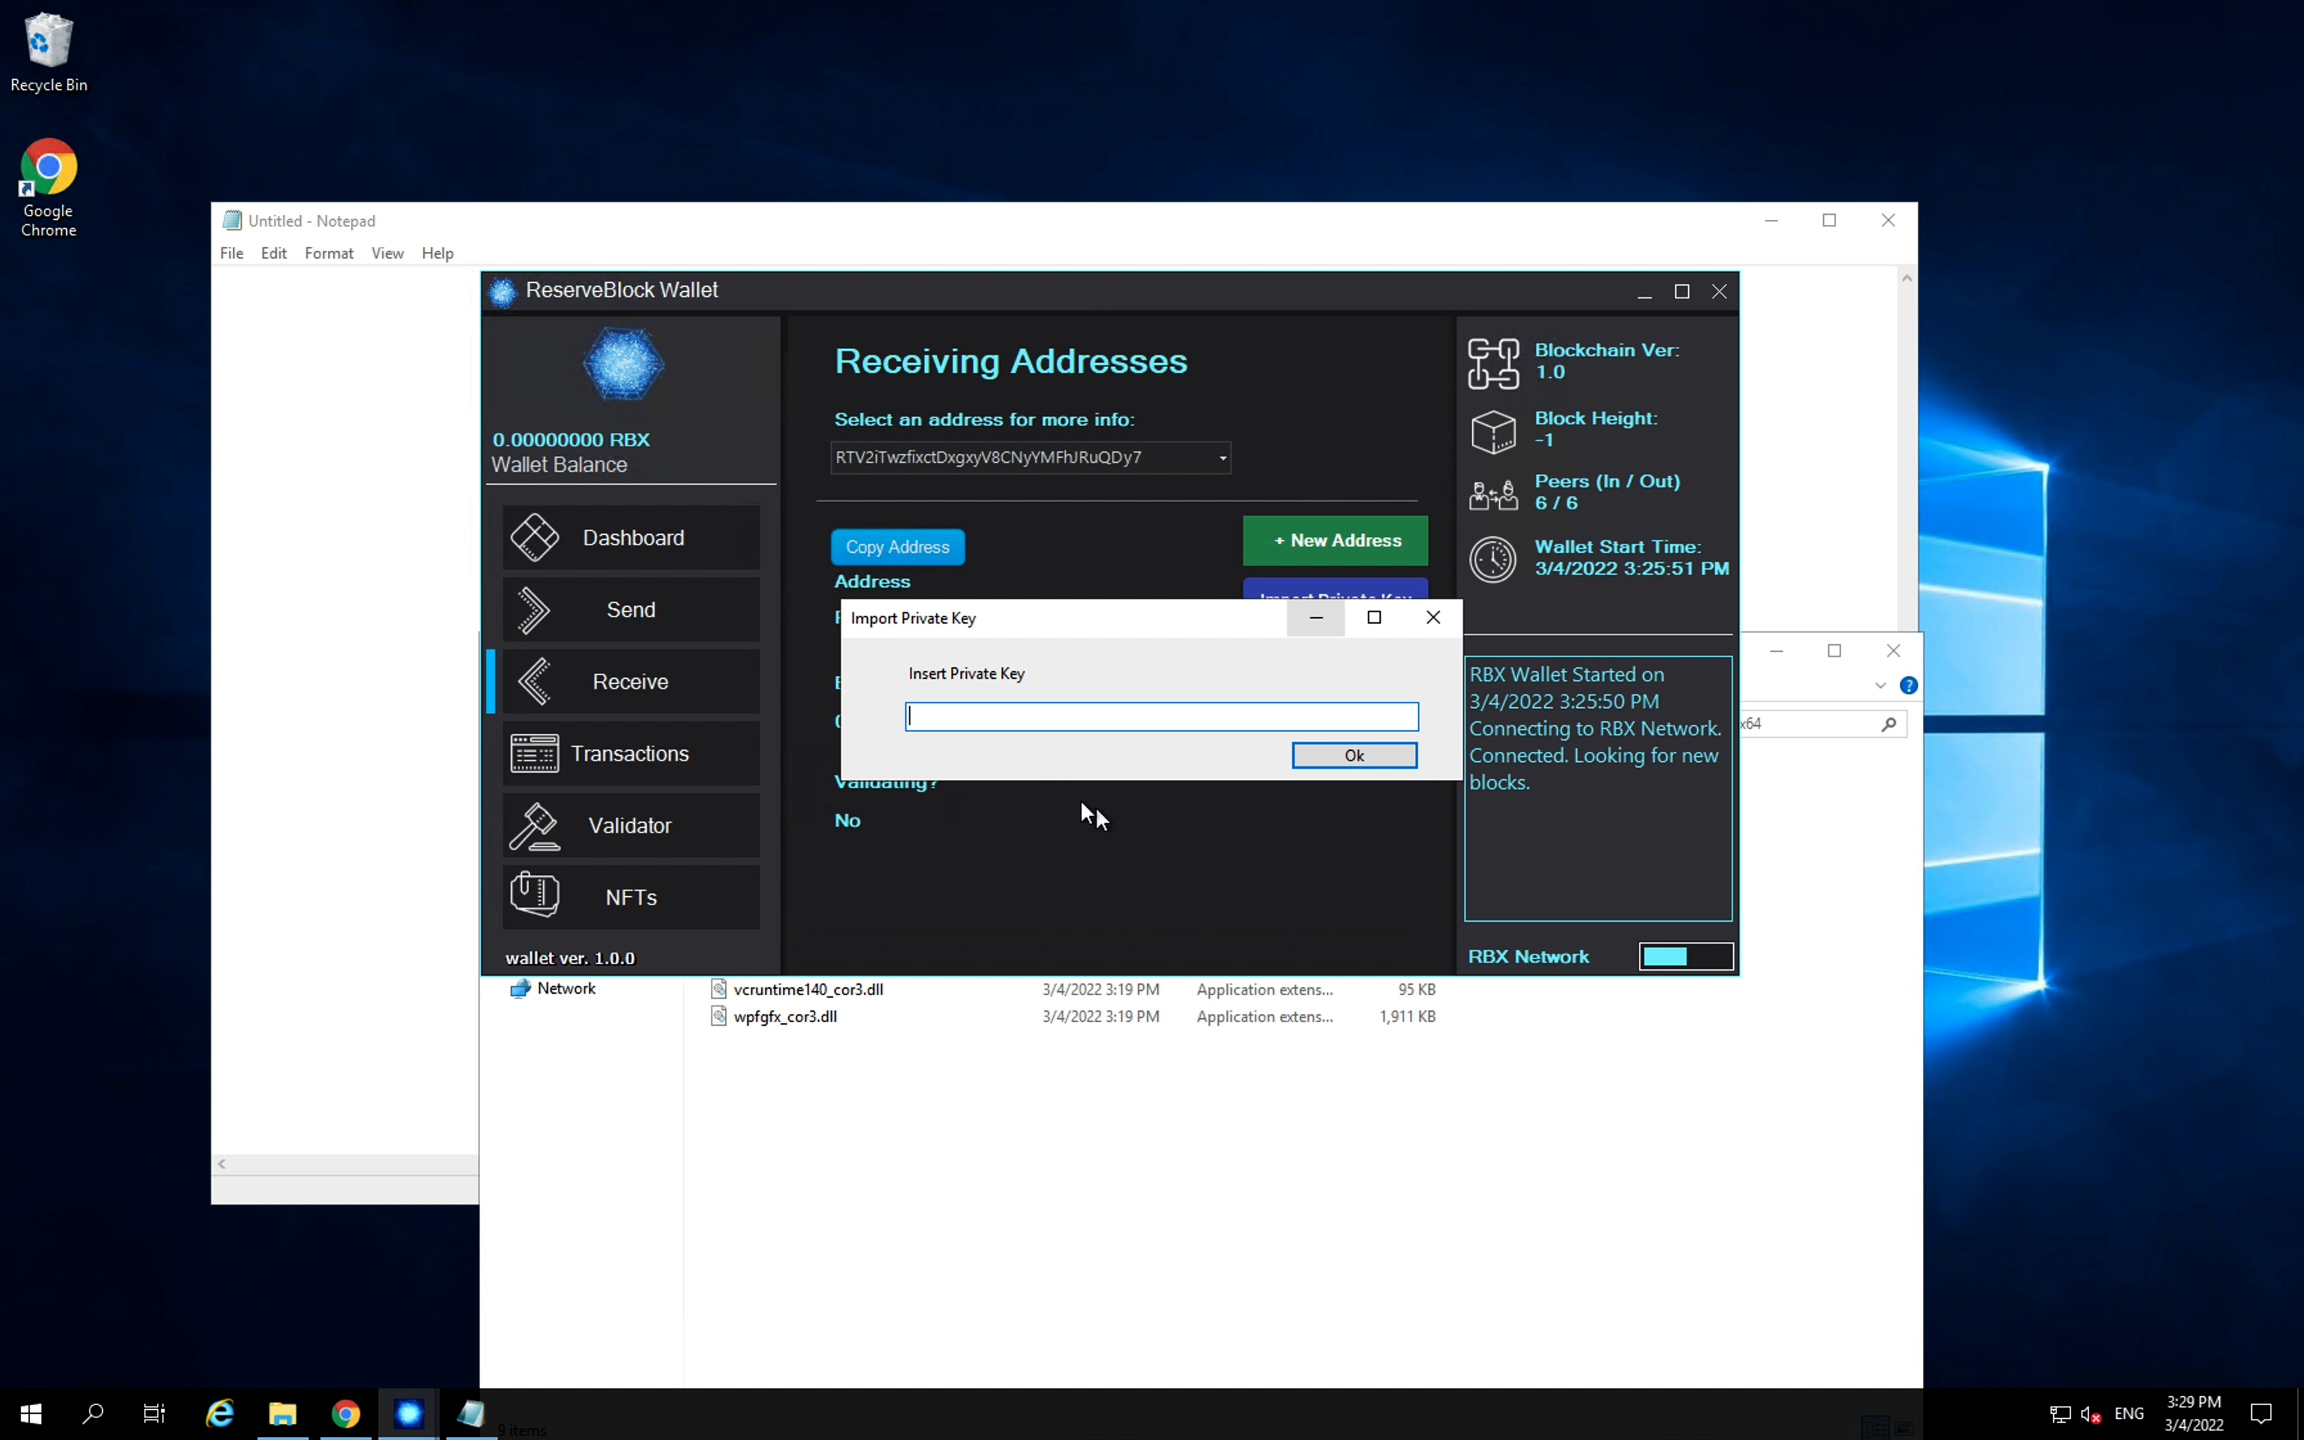 Recycle Bin
Google
Chrome
Untitled - Notepad
File Edit Format View Help
ReserveBlock Wallet
0.00000000 RBX
Wallet Balance
Dashboard
Send
Receive
Transactions
Validator
NFTs
wallet ver. 1.0.0
Receiving Addresses
Select an address for more info:
RTV2iTwzfixctDxgxyV8CNyYMFhJRuQDy7
Copy Address
+ New Address
Address
Import Private Key
Import Private Key
Insert Private Key
Ok
Validating?
No
Blockchain Ver:
1.0
Block Height:
-1
Peers (In / Out)
6 / 6
Wallet Start Time:
3/4/2022 3:25:51 PM
RBX Wallet Started on
3/4/2022 3:25:50 PM
Connecting to RBX Network.
Connected. Looking for new
blocks.
RBX Network
x64
Network
vcruntime140_cor3.dll 3/4/2022 3:19 PM Application extens... 95 KB
wpfgfx_cor3.dll 3/4/2022 3:19 PM Application extens... 1,911 KB
9 items
ENG
3:29 PM
3/4/2022